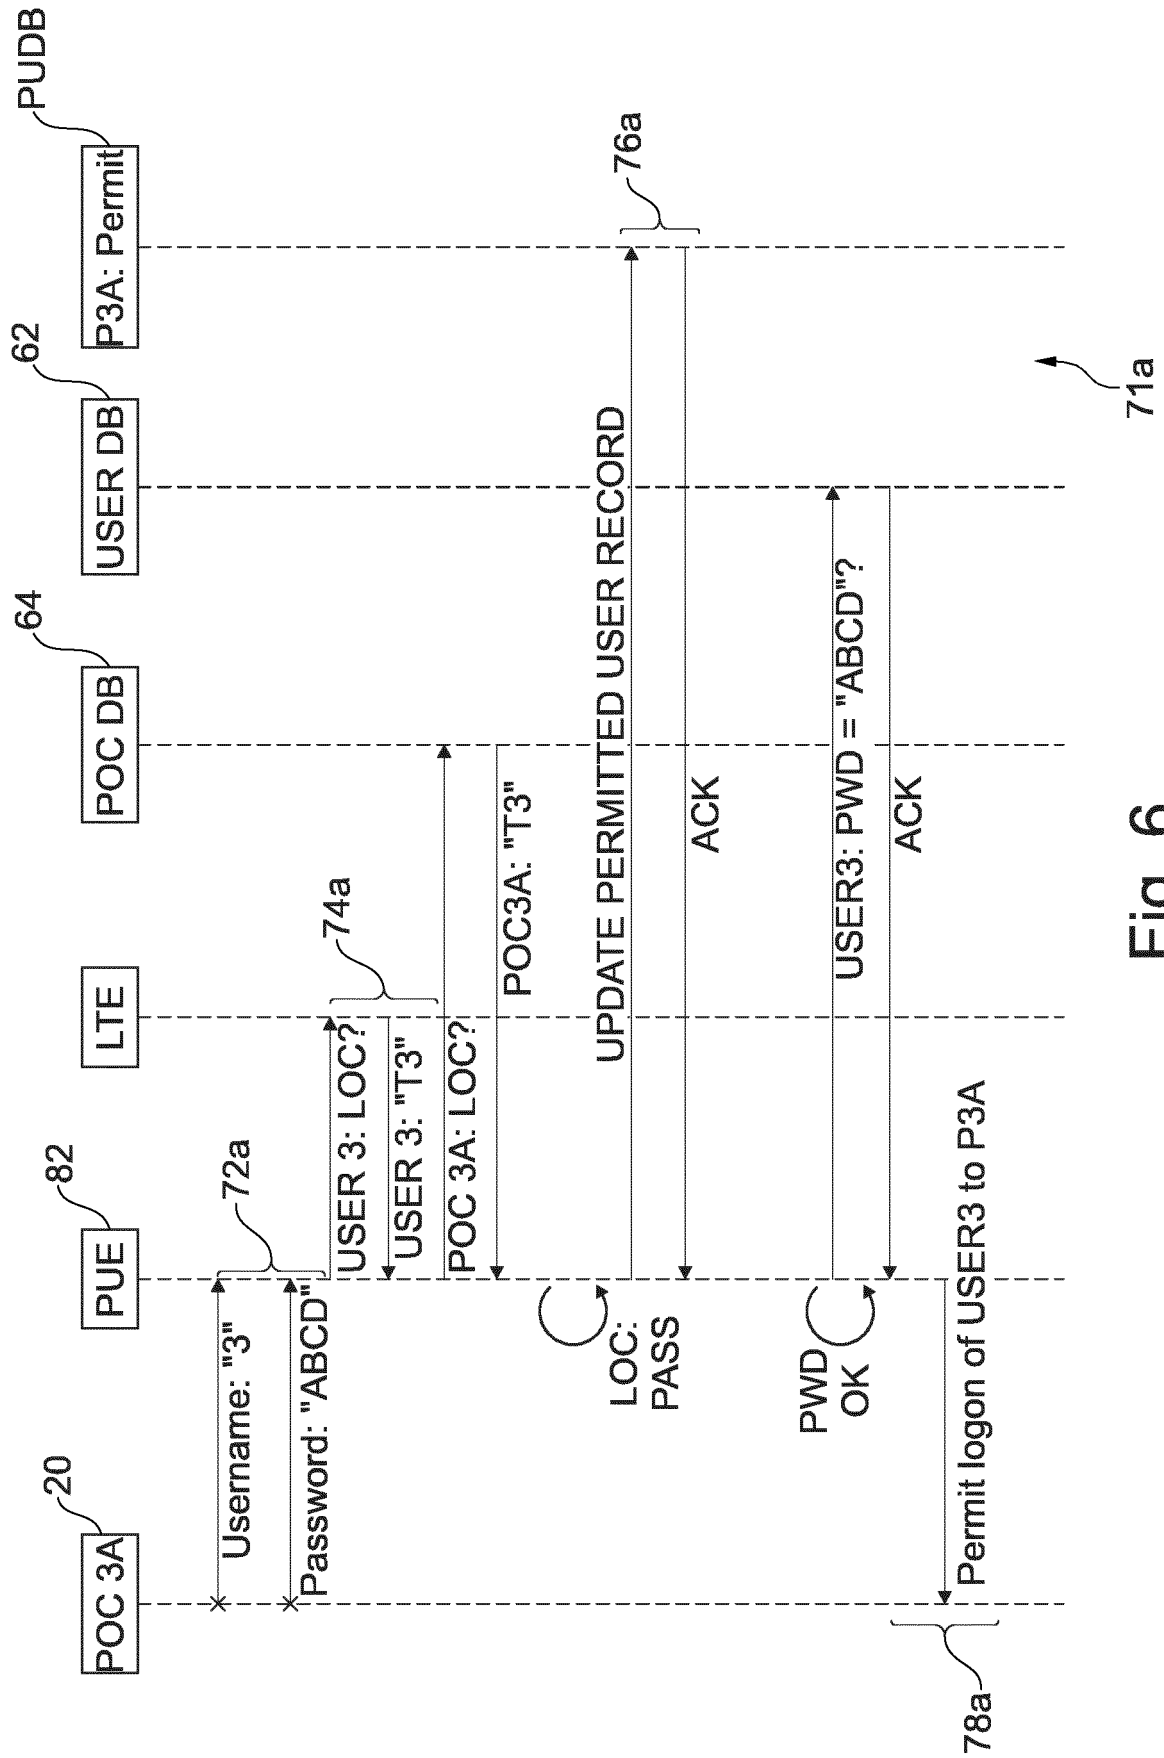 PUDB
62
64
82
20
POC 3A
PUE
LTE
POC DB
USER DB
P3A: Permit
Username: "3"
72a
Password: "ABCD"
USER 3: LOC?
74a
USER 3: "T3"
POC 3A: LOC?
POC3A: "T3"
LOC:
PASS
UPDATE PERMITTED USER RECORD
76a
ACK
PWD
OK
USER3: PWD = "ABCD"?
ACK
Permit logon of USER3 to P3A
78a
71a
Fig. 6